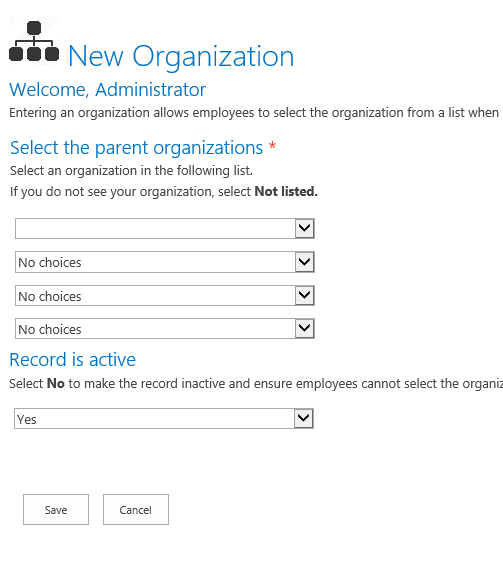 New Organization
Welcome, Administrator
Entering an organization allows employees to select the organization from a list when
Select the parent organizations *
Select an organization in the following list.
If you do not see your organization, select Not listed.
No choices
No choices
No choices
Record is active
Select No to make the record inactive and ensure employees cannot select the organiz
Yes
Save
Cancel